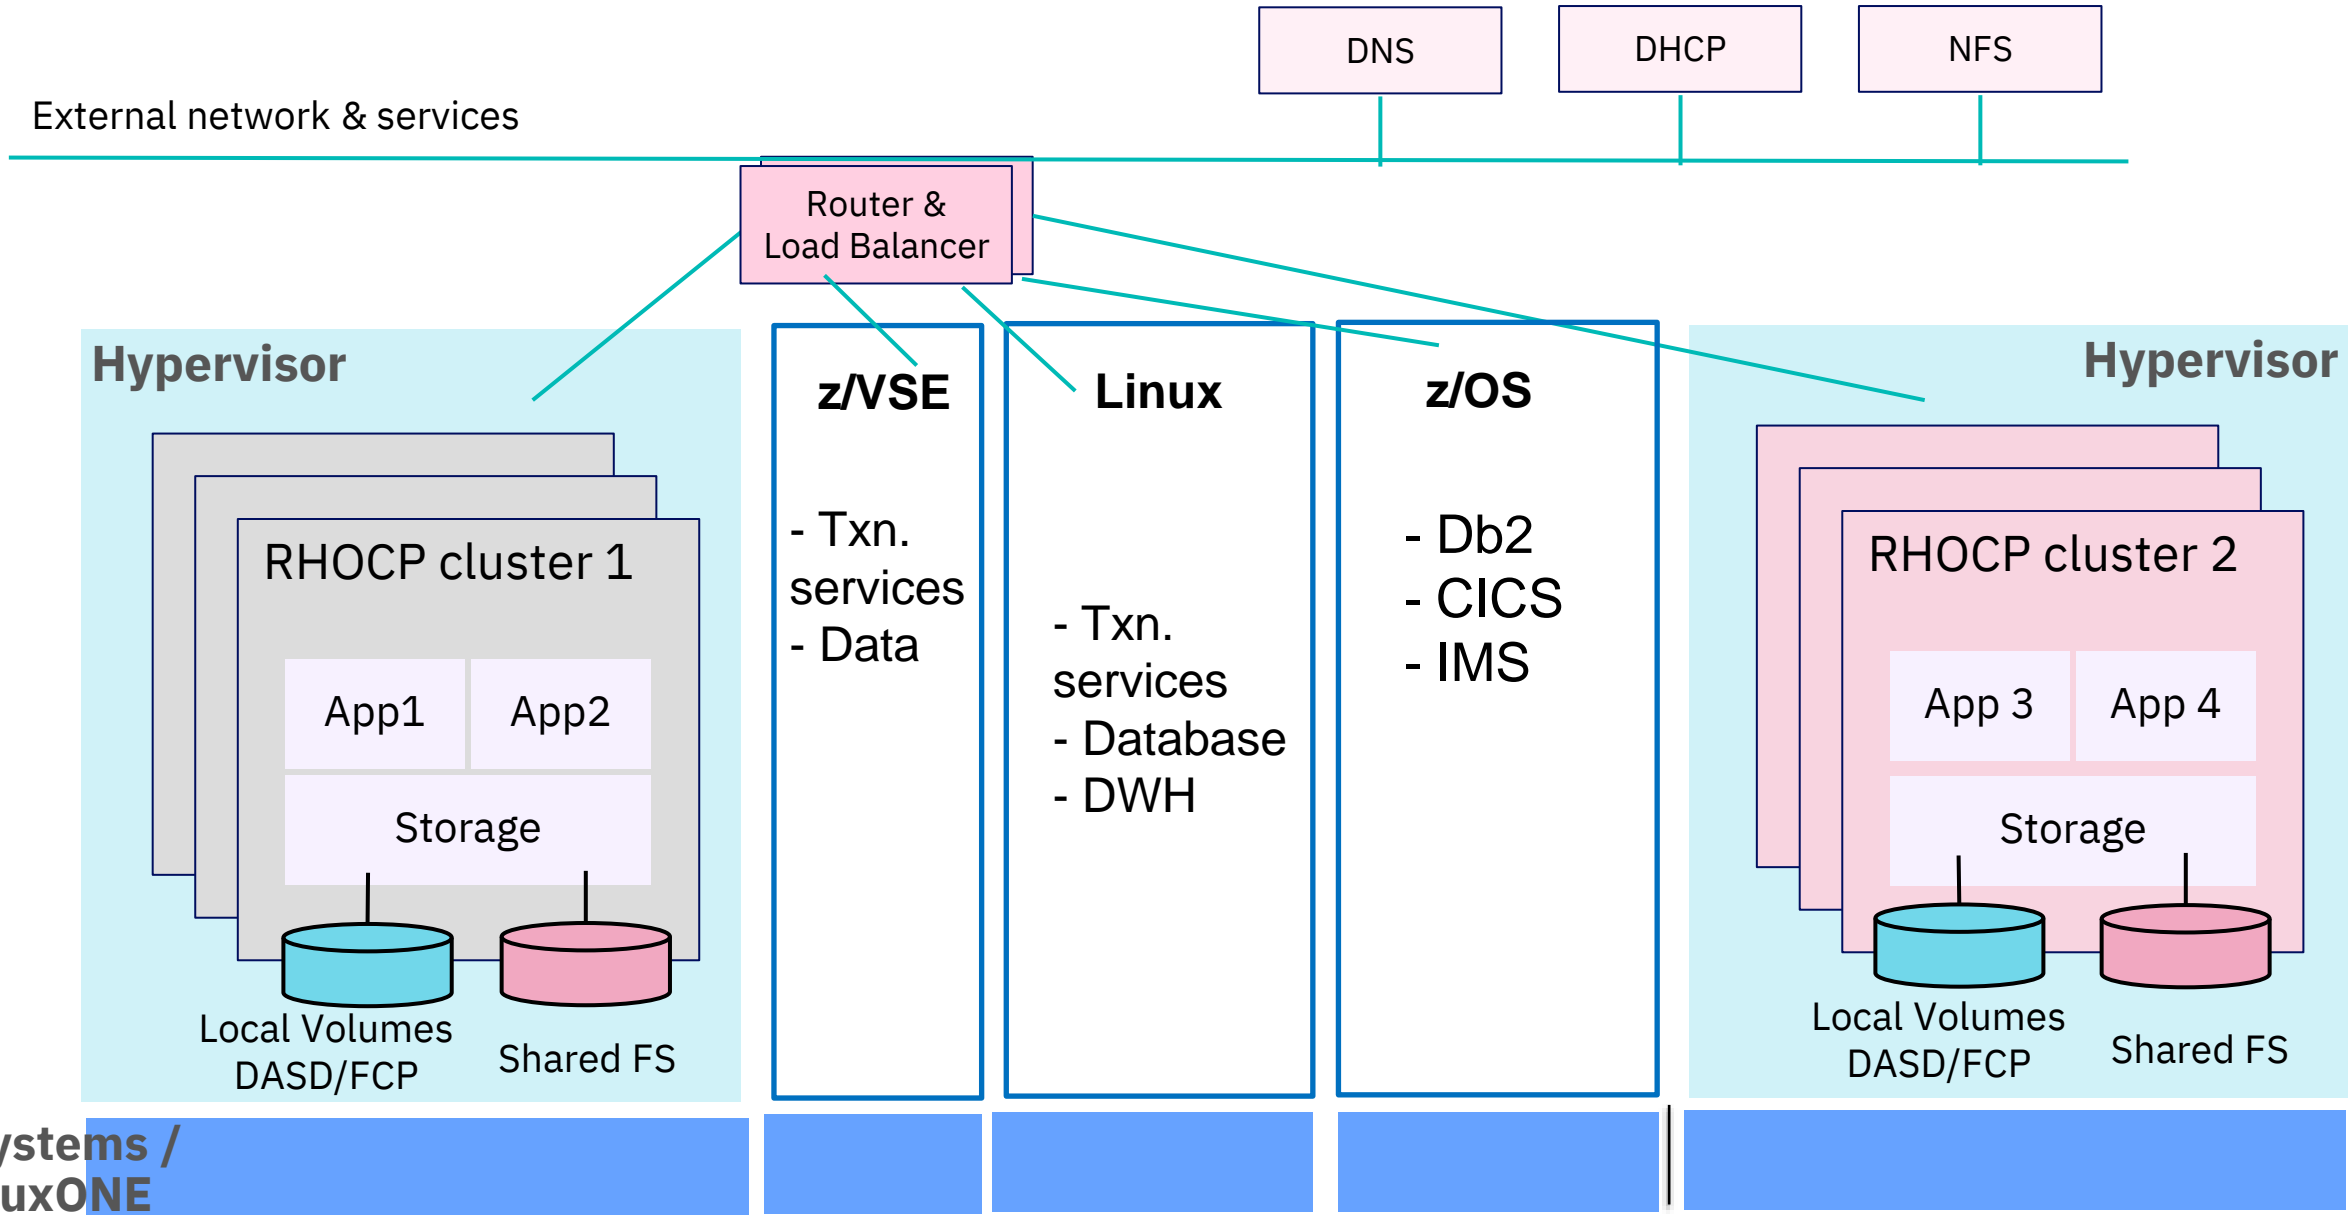 DNS
DHCP
NFS
External network & services
Router &
Load Balancer
Hypervisor
RHOCP cluster 1
App1
App2
Storage
Local Volumes
DASD/FCP
Shared FS
z/VSE
- Txn.
services
- Data
Linux
- Txn.
services
- Database
- DWH
z/OS
- Db2
- CICS
- IMS
Hypervisor
RHOCP cluster 2
App 3
App 4
Storage
Local Volumes
DASD/FCP
Shared FS
ystems /
uxONE